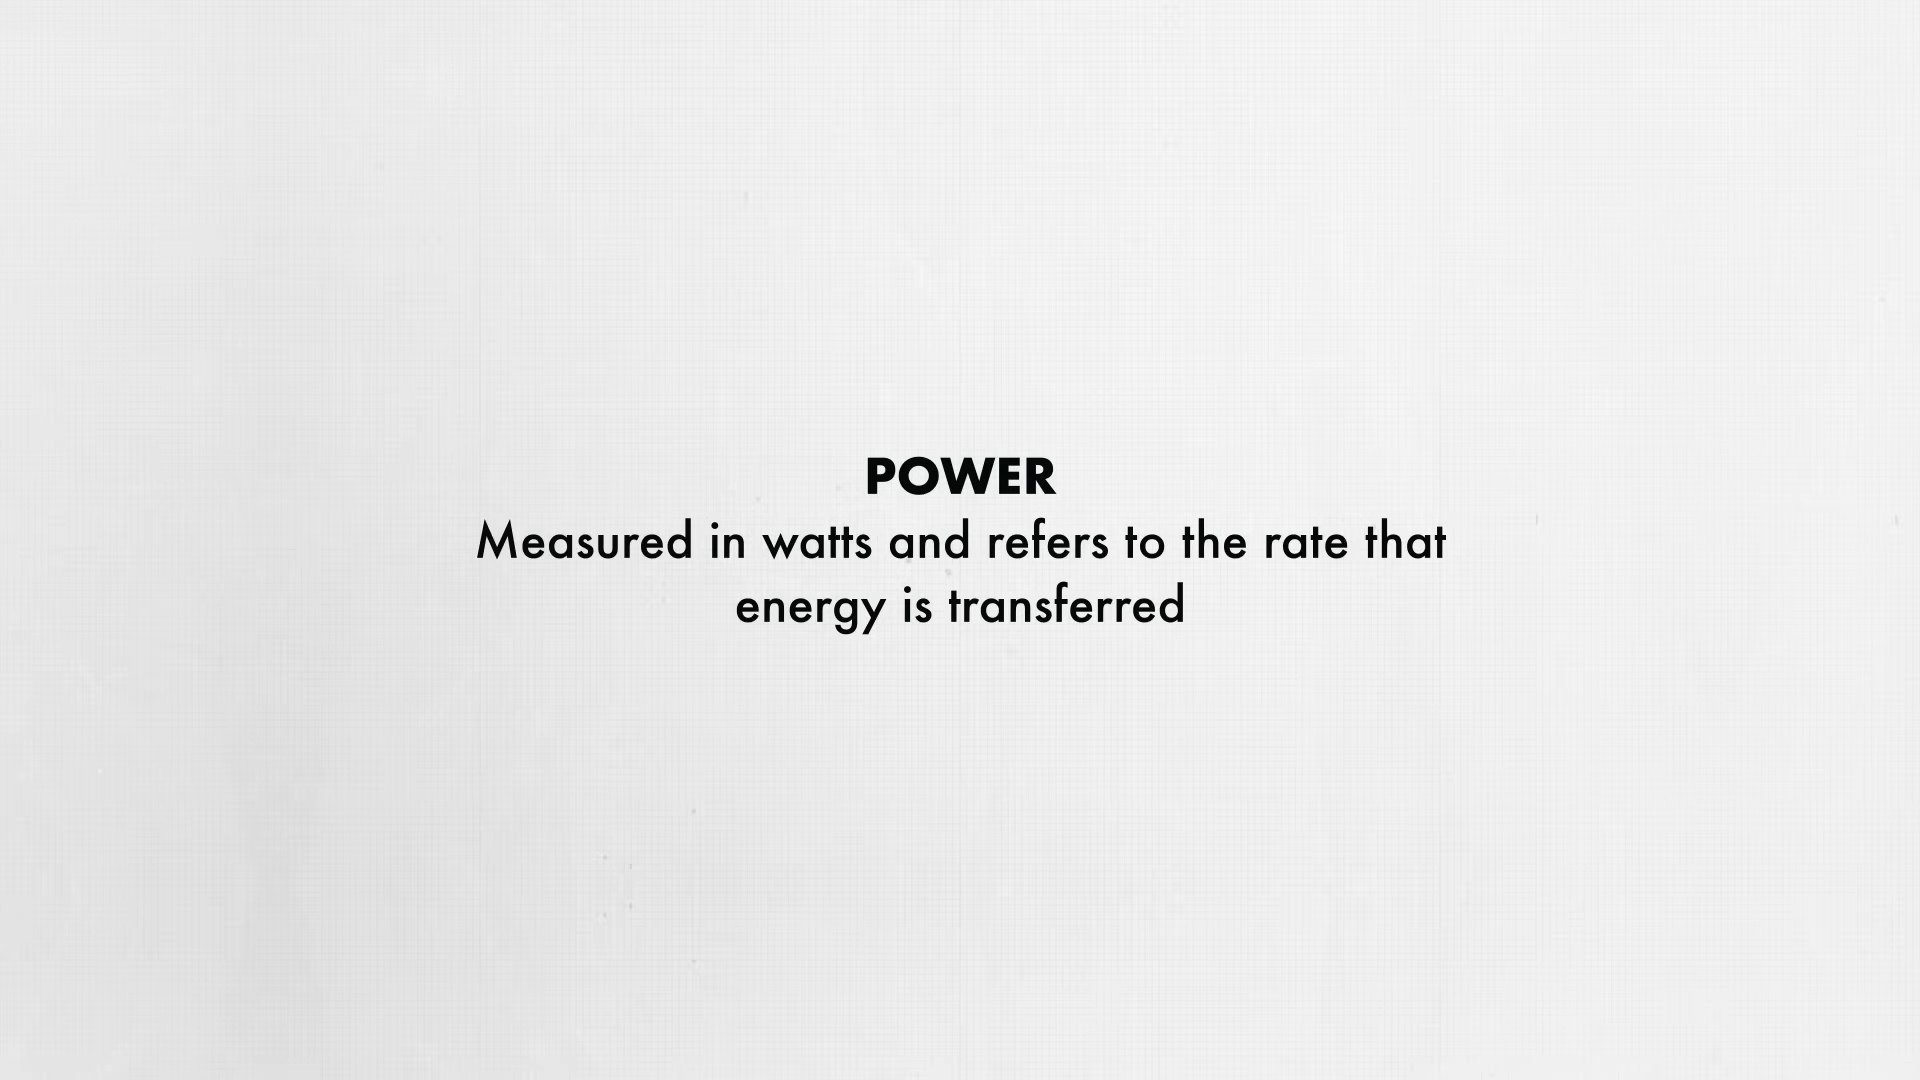 POWER
Measured in watts and refers to the rate that
energy is transferred